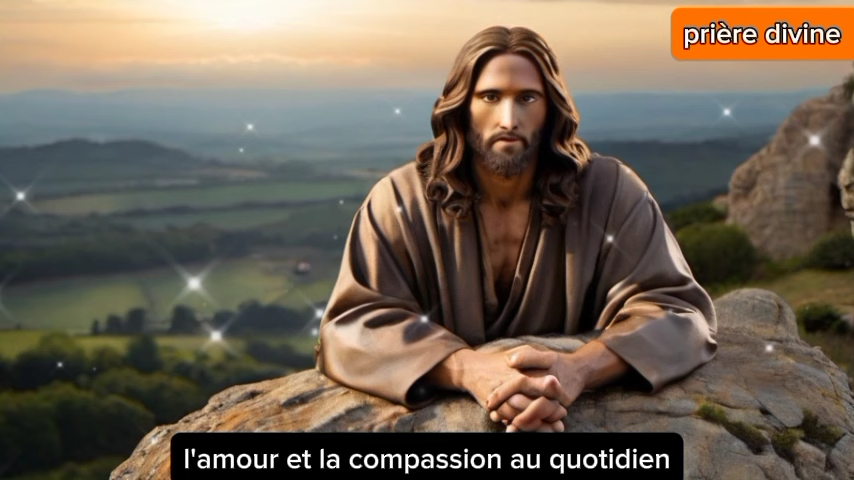 prière divine
l'amour et la compassion au quotidien